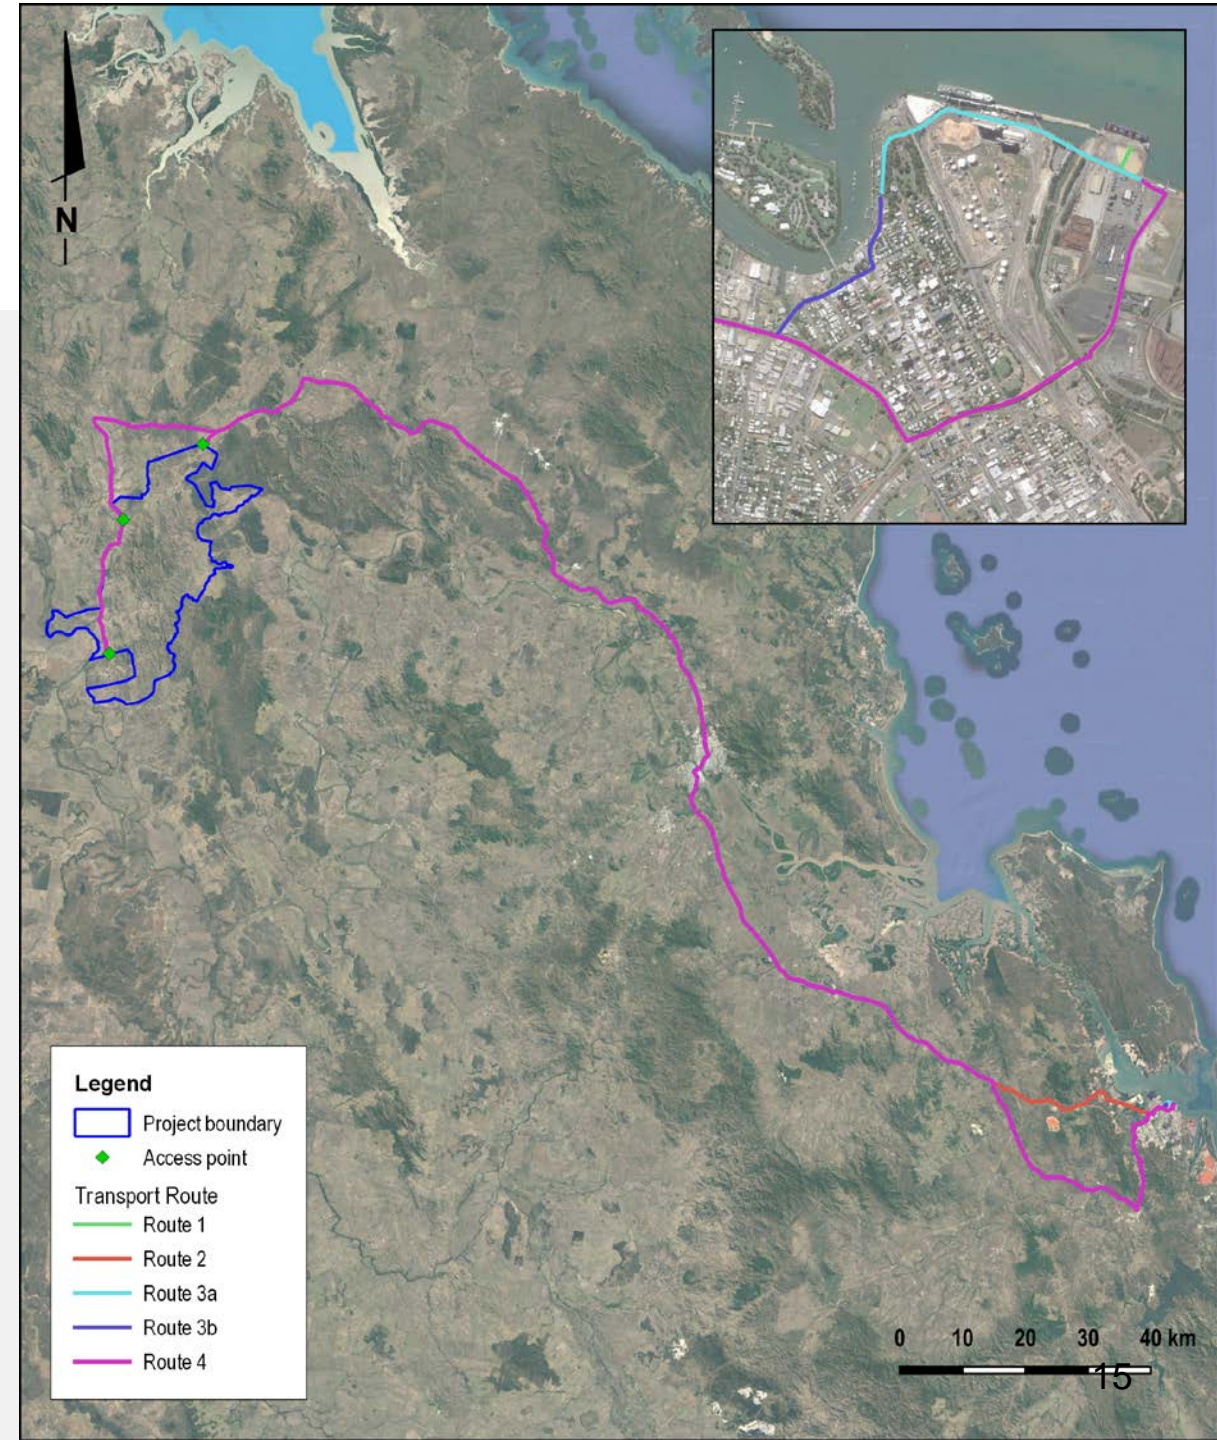 N
Legend
Project boundary
Access point
Transport Route
Route 1
Route 2
Route 3a
Route 3b
Route 4
0 10 20 30 40 km
15